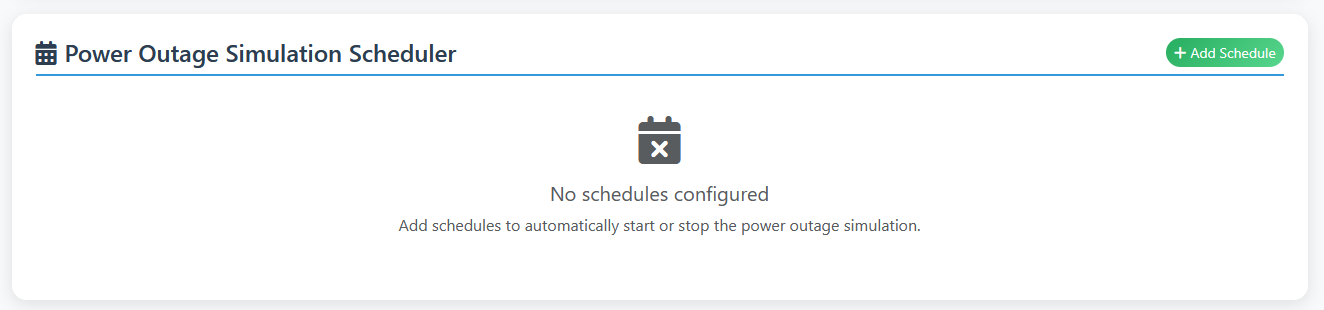 Power Outage Simulation Scheduler
+ Add Schedule
No schedules configured
Add schedules to automatically start or stop the power outage simulation.